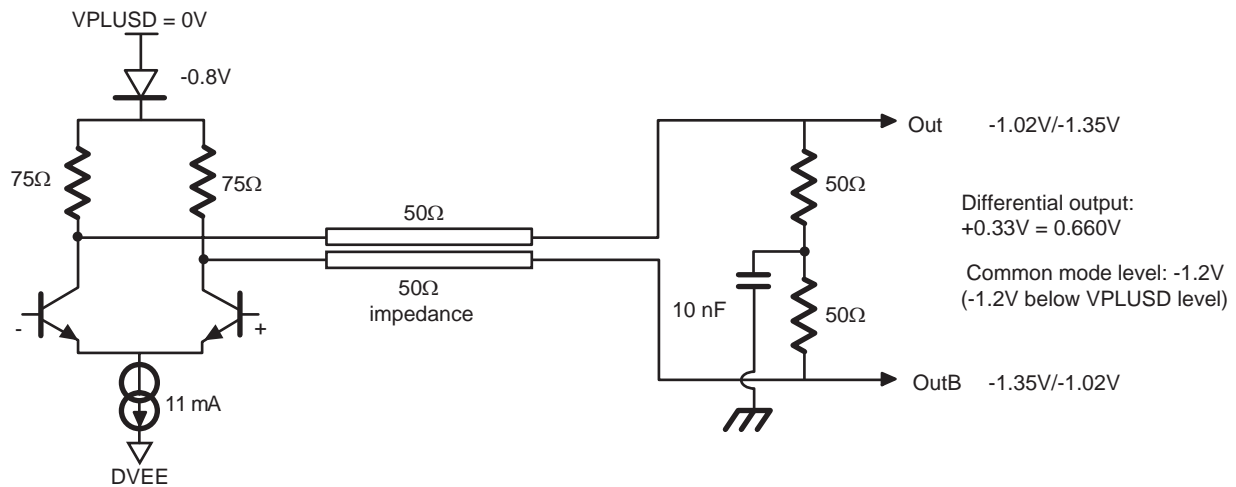 VPLUSD = 0V
-0.8V
75Ω
75Ω
50Ω
50Ω
impedance
-
+
11 mA
DVEE
10 nF
50Ω
50Ω
Out -1.02V/-1.35V
Differential output:
+0.33V = 0.660V
Common mode level: -1.2V
(-1.2V below VPLUSD level)
OutB -1.35V/-1.02V